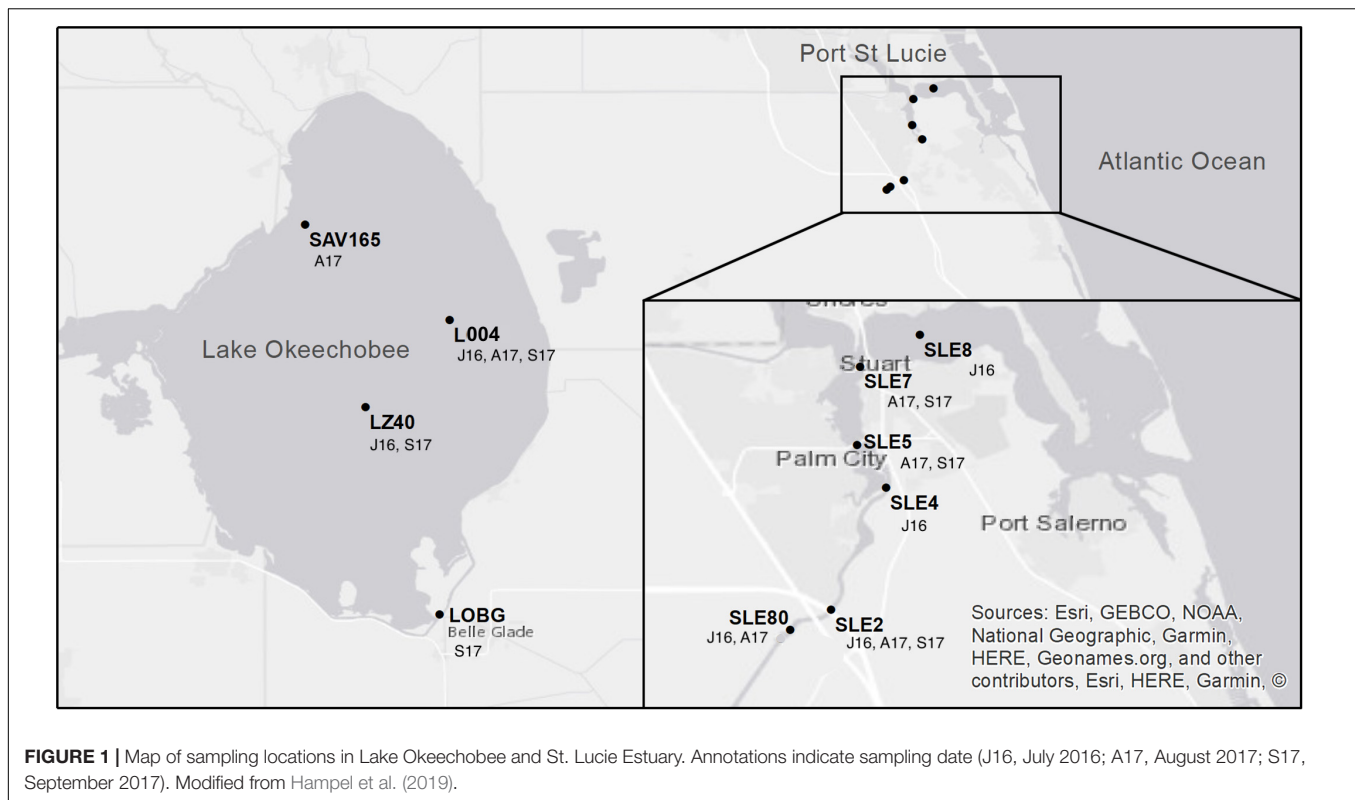 Port St Lucie
Atlantic Ocean
SAV165
A17
L004
J16, A17, S17
Lake Okeechobee
LZ40
J16, S17
LOBG
Belle Glade
S17
Shores
SLE8
J16
Stuart
SLE7
A17, S17
SLE5
Palm City
A17, S17
SLE4
J16
Port Salerno
SLE80
J16, A17
SLE2
J16, A17, S17
Sources: Esri, GEBCO, NOAA,
National Geographic, Garmin,
HERE, Geonames.org, and other
contributors, Esri, HERE, Garmin, ©
FIGURE 1 | Map of sampling locations in Lake Okeechobee and St. Lucie Estuary. Annotations indicate sampling date (J16, July 2016; A17, August 2017; S17,
September 2017). Modified from Hampel et al. (2019).